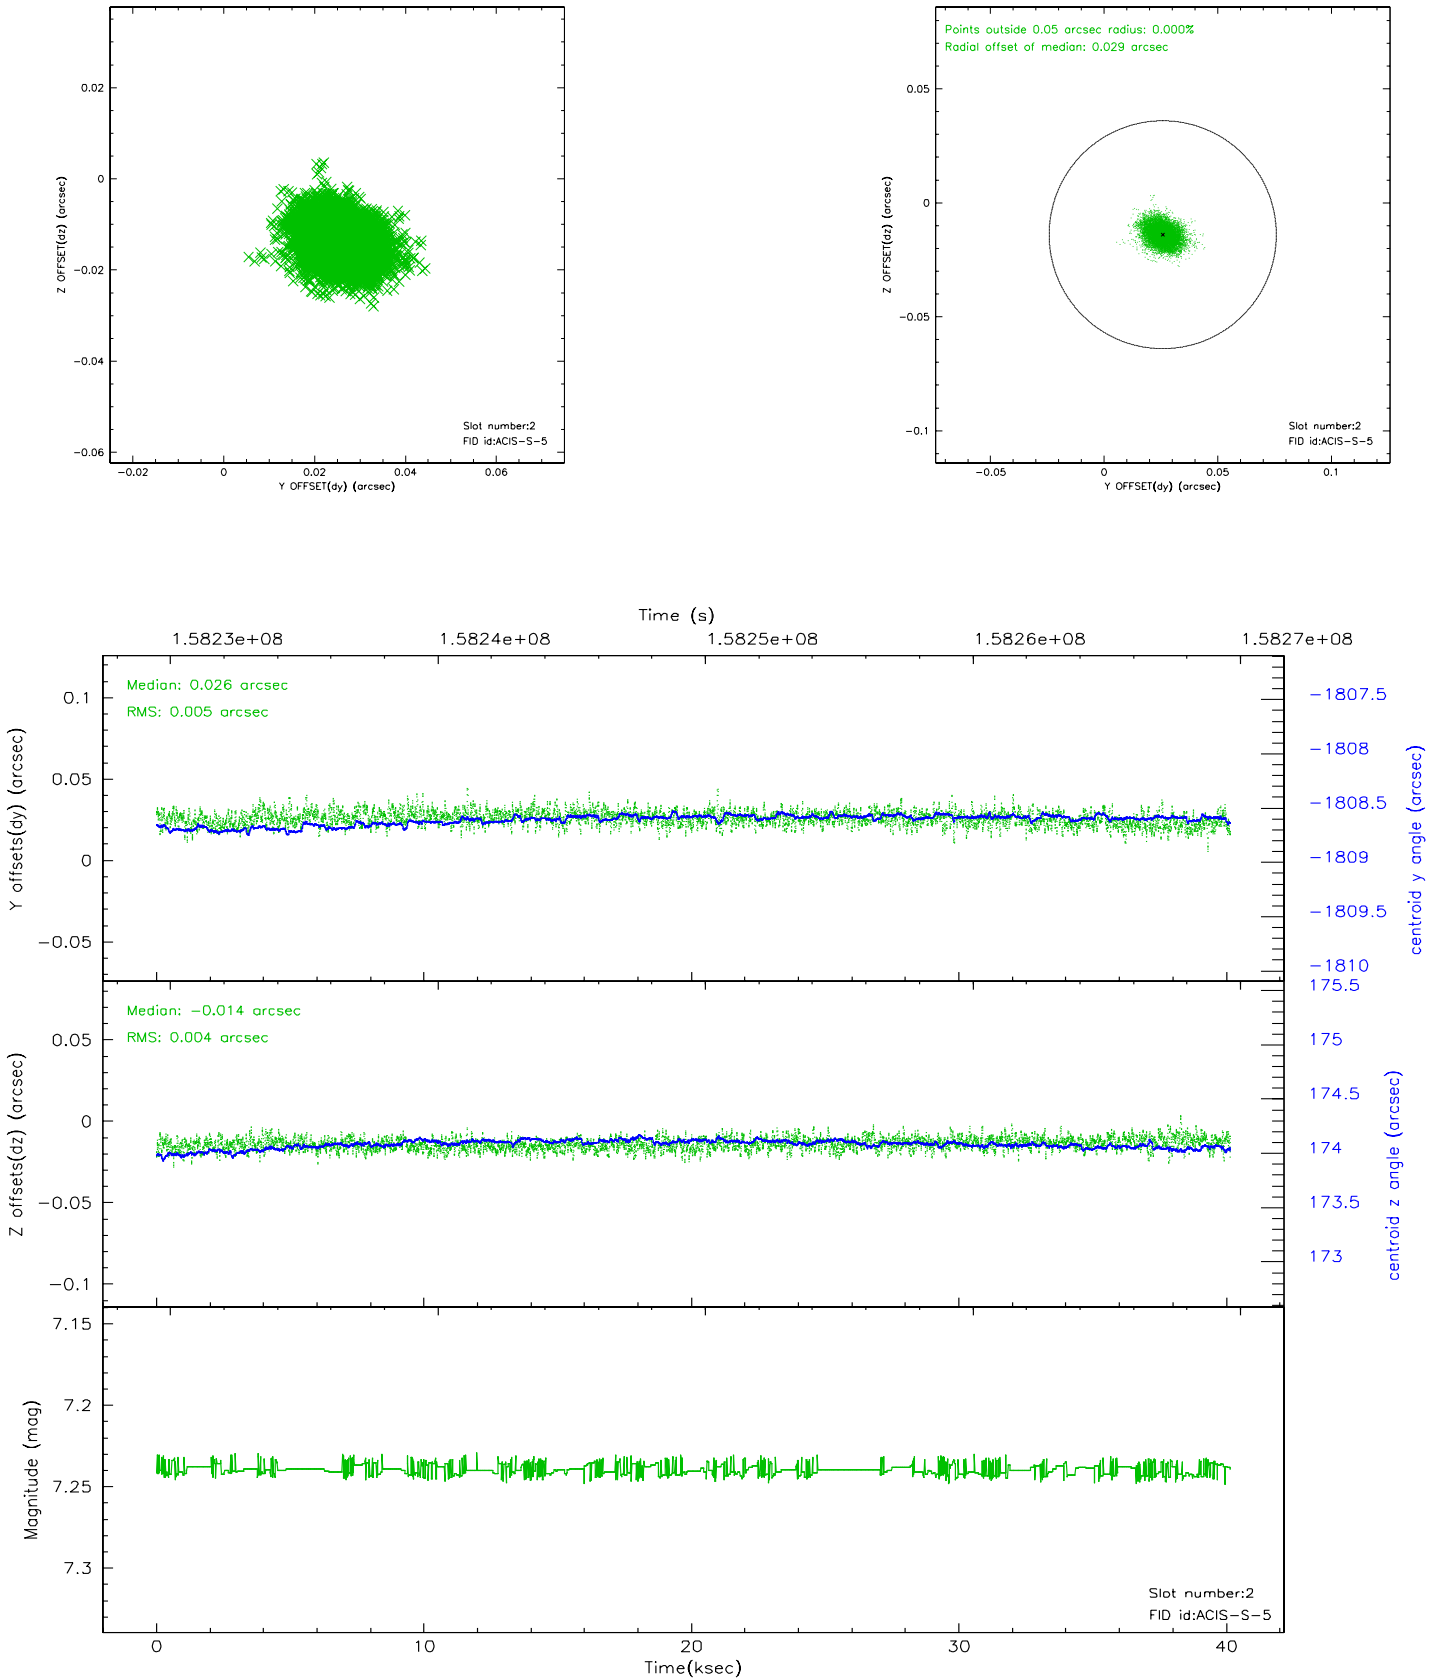 0.02
0
−0.02
−0.04
−0.06
Z OFFSET(dz) (arcsec)
Slot number:2
FID id:ACIS−S−5
−0.02
0
0.02
0.04
0.06
Y OFFSET(dy) (arcsec)
Points outside 0.05 arcsec radius: 0.000%
Radial offset of median: 0.029 arcsec
0.05
0
−0.05
−0.1
Z OFFSET(dz) (arcsec)
Slot number:2
FID id:ACIS−S−5
−0.05
0
0.05
0.1
Y OFFSET(dy) (arcsec)
Time (s)
1.5823e+08
1.5824e+08
1.5825e+08
1.5826e+08
1.5827e+08
Median: 0.026 arcsec
RMS: 0.005 arcsec
0.1
0.05
0
−0.05
Y offsets(dy) (arcsec)
−1807.5
−1808
−1808.5
−1809
−1809.5
−1810
centroid y angle (arcsec)
Median: −0.014 arcsec
RMS: 0.004 arcsec
0.05
0
−0.05
−0.1
Z offsets(dz) (arcsec)
175.5
175
174.5
174
173.5
173
centroid z angle (arcsec)
7.15
7.2
7.25
7.3
Magnitude (mag)
Slot number:2
FID id:ACIS−S−5
0
10
20
30
40
Time(ksec)